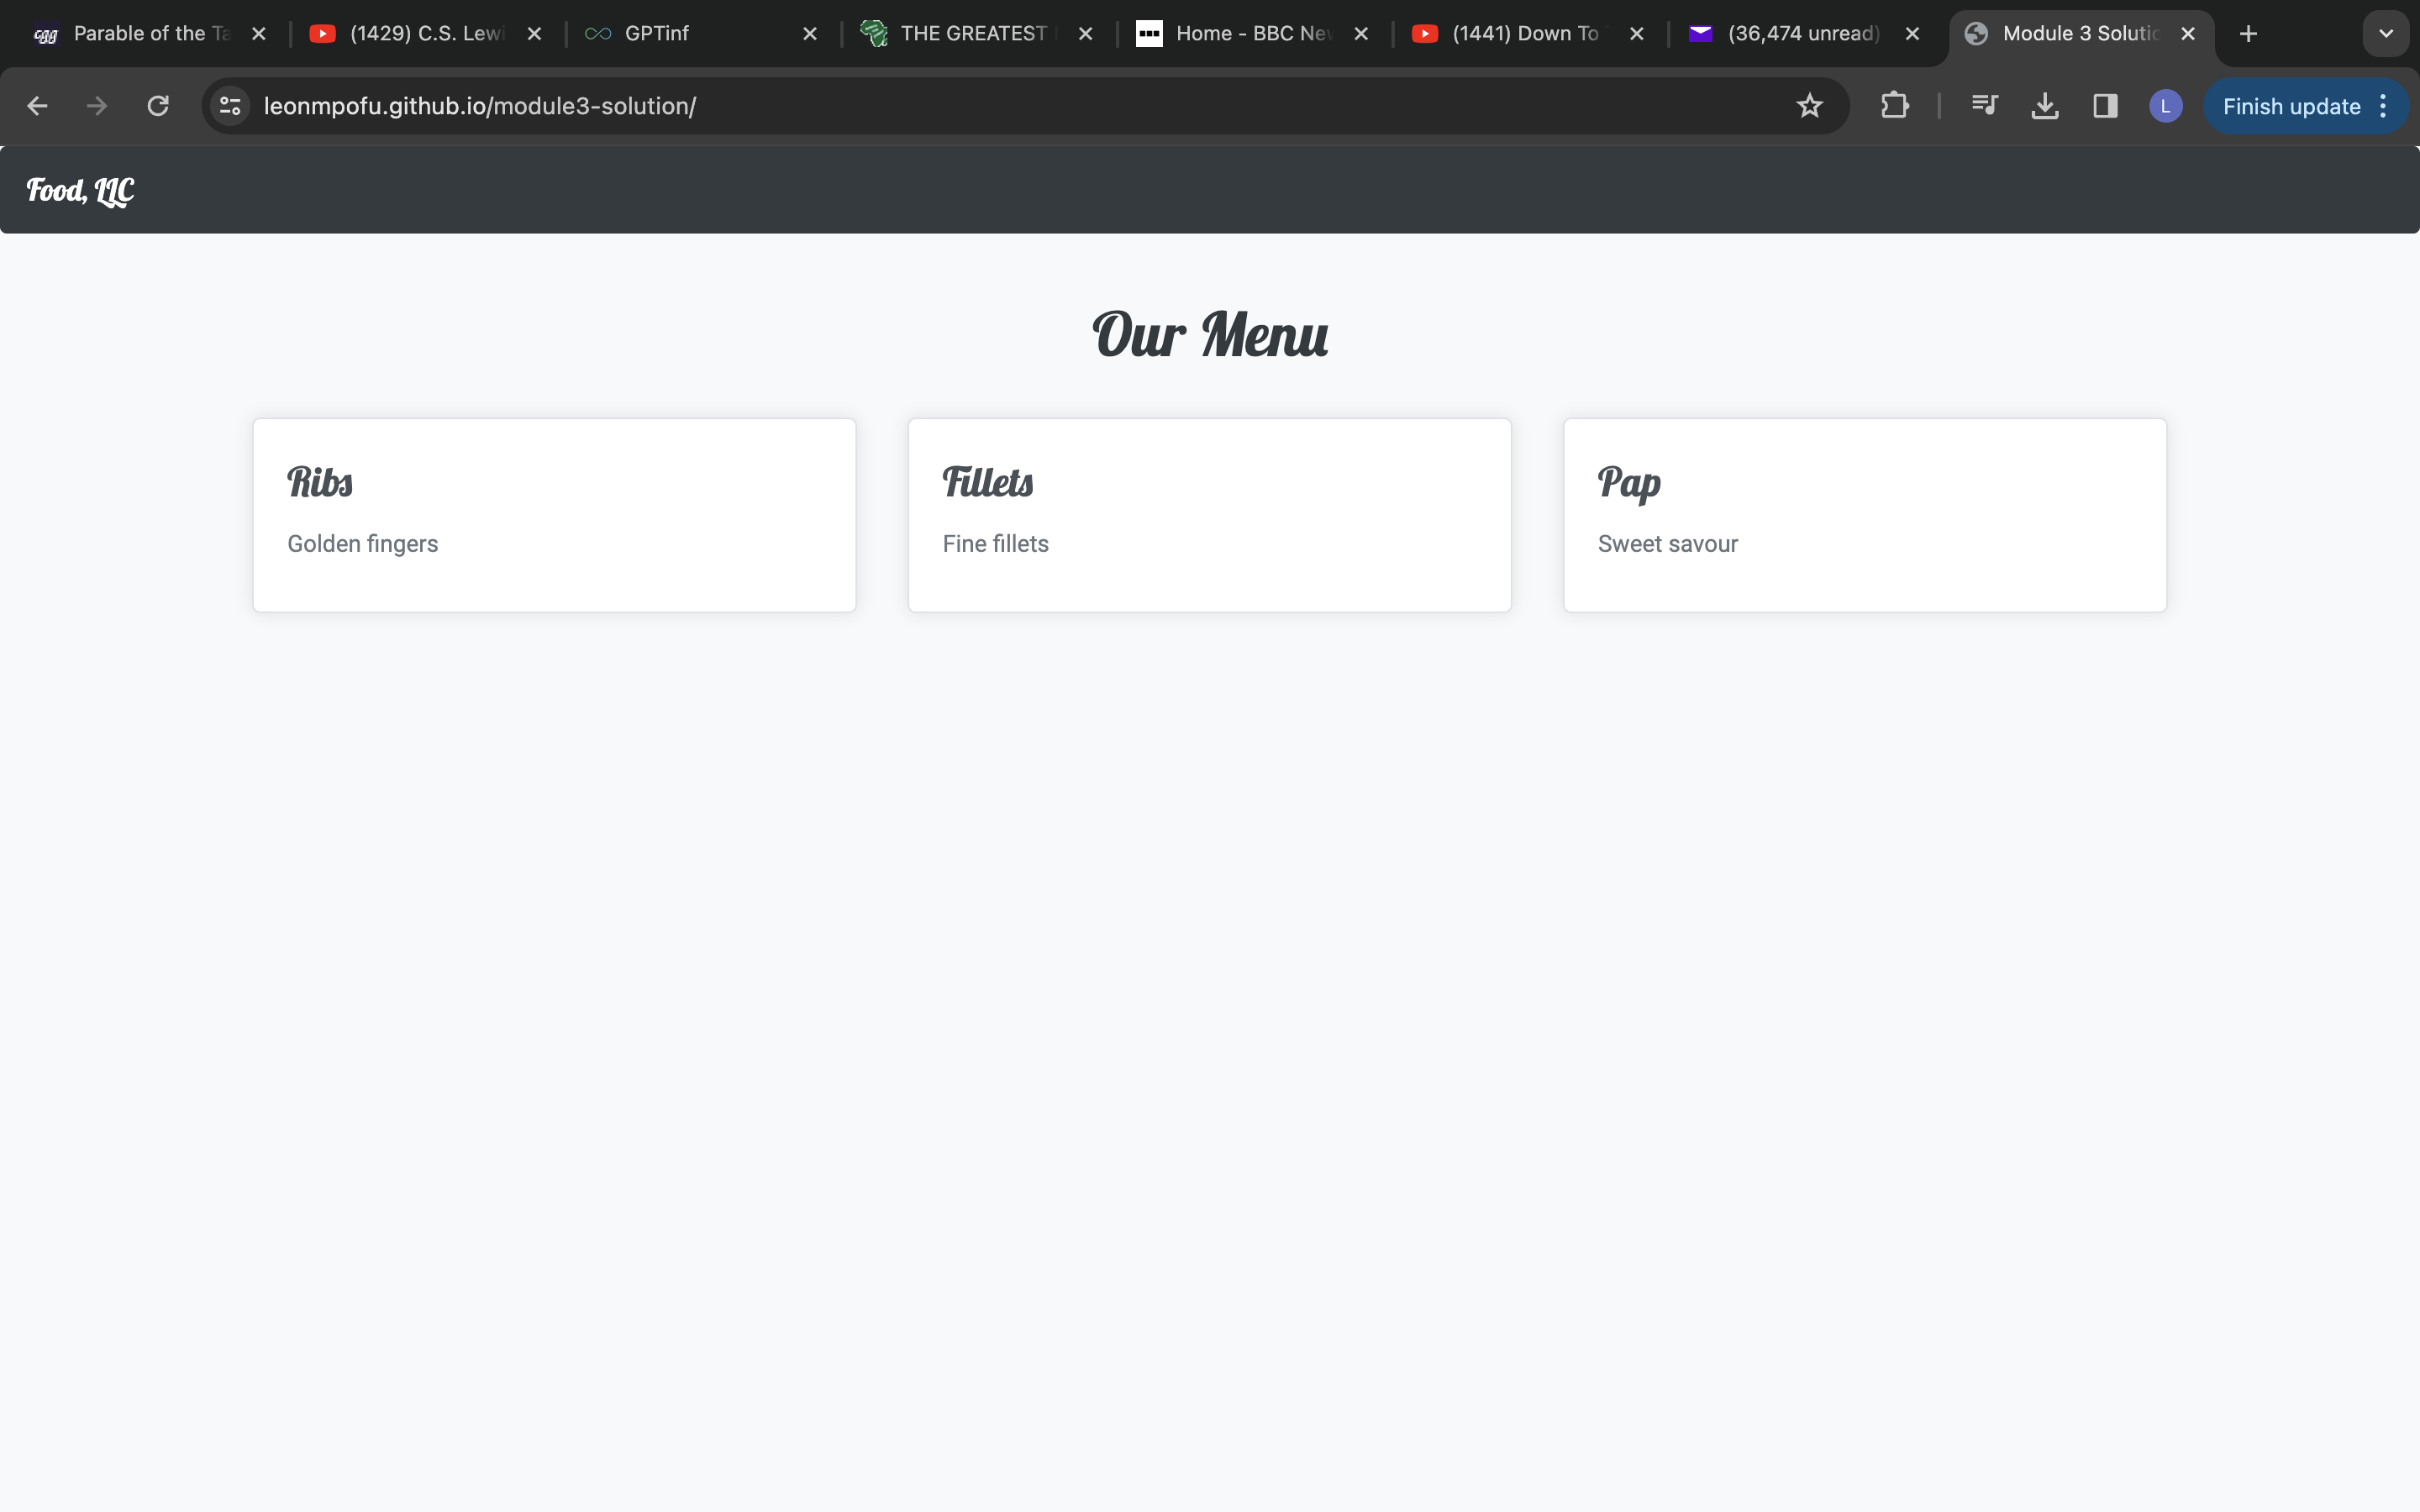 Parable of the Ta
(1429) C.S. Lewi
GPTinf
THE GREATEST
Home - BBC New
(1441) Down To
(36,474 unread)
Module 3 Solutio
leonmpofu.github.io/module3-solution/
L
Finish update
Food, LLC
Our Menu
Ribs
Golden fingers
Fillets
Fine fillets
Pap
Sweet savour